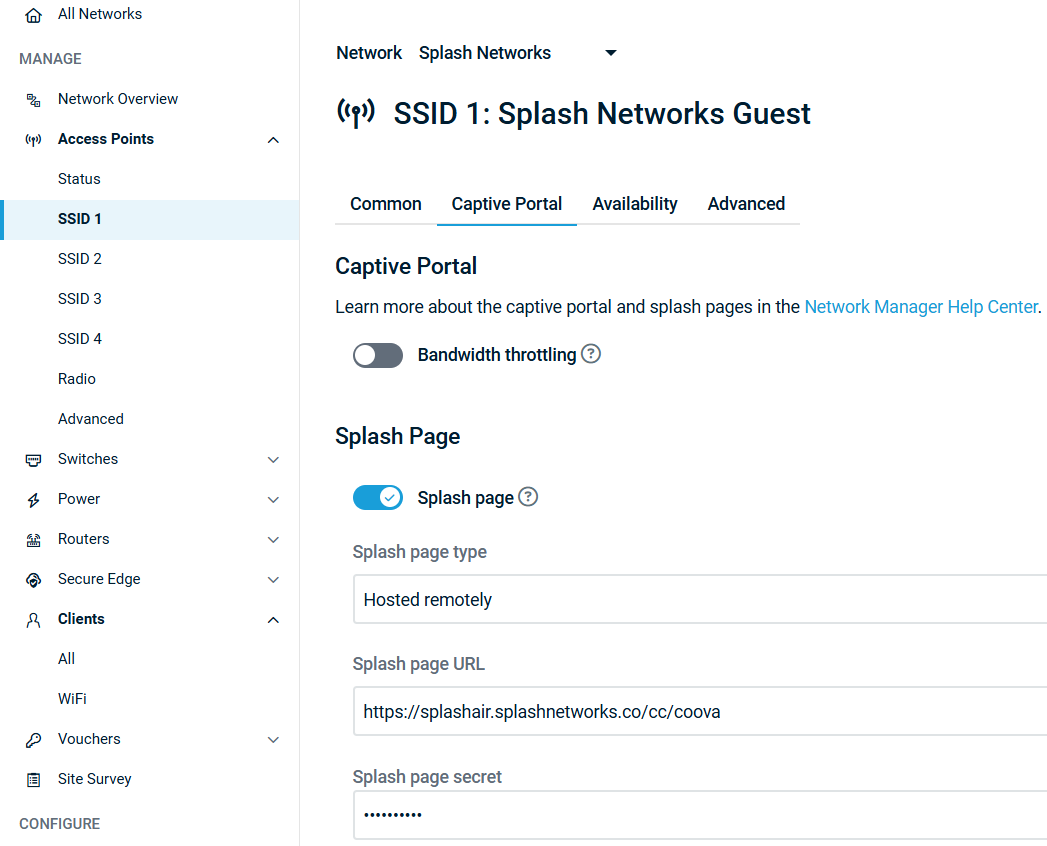 All Networks
MANAGE
Network Overview
Access Points
Status
SSID 1
SSID 2
SSID 3
SSID 4
Radio
Advanced
Switches
Power
Routers
Secure Edge
Clients
All
WiFi
Vouchers
Site Survey
CONFIGURE
Network Splash Networks
SSID 1: Splash Networks Guest
Common Captive Portal Availability Advanced
Captive Portal
Learn more about the captive portal and splash pages in the Network Manager Help Center.
Bandwidth throttling ?
Splash Page
Splash page ?
Splash page type
Hosted remotely
Splash page URL
https://splashair.splashnetworks.co/cc/coova
Splash page secret
••••••••••